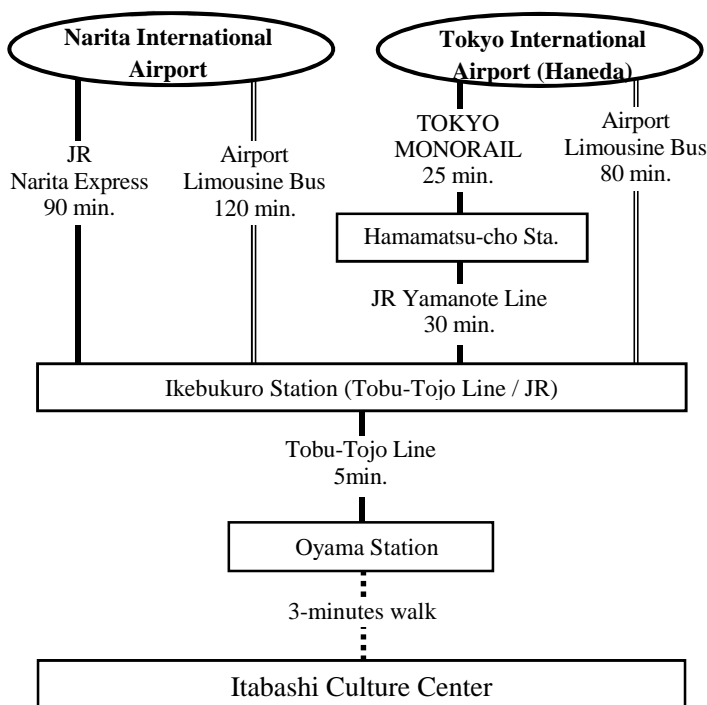 Narita International
Airport
Tokyo International
Airport (Haneda)
JR
Narita Express
90 min.
Airport
Limousine Bus
120 min.
TOKYO
MONORAIL
25 min.
Airport
Limousine Bus
80 min.
Hamamatsu-cho Sta.
JR Yamanote Line
30 min.
Ikebukuro Station (Tobu-Tojo Line / JR)
Tobu-Tojo Line
5min.
Oyama Station
3-minutes walk
Itabashi Culture Center